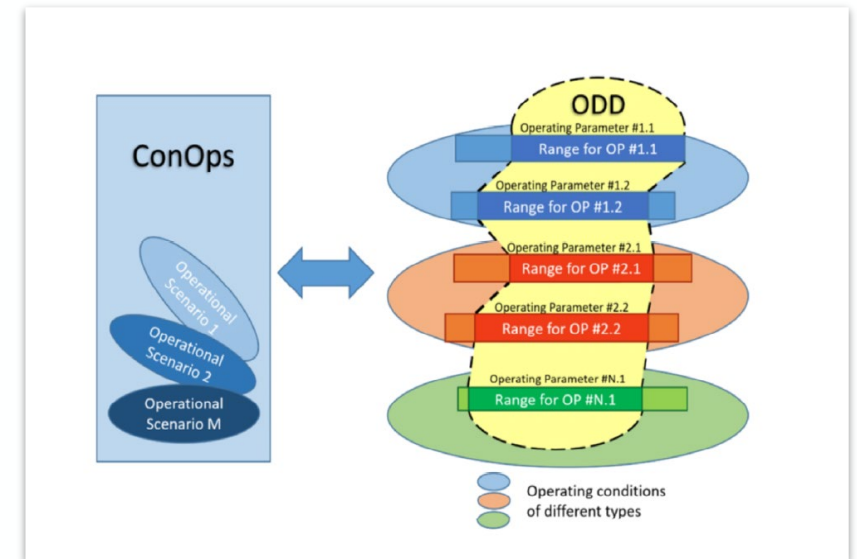 ConOps
Operational
Scenario 1
Operational
Scenario 2
Operational
Scenario M
ODD
Operating Parameter #1.1
Range for OP #1.1
Operating Parameter #1.2
Range for OP #1.2
Operating Parameter #2.1
Range for OP #2.1
Operating Parameter #2.2
Range for OP #2.2
Operating Parameter #N.1
Range for OP #N.1
Operating conditions
of different types